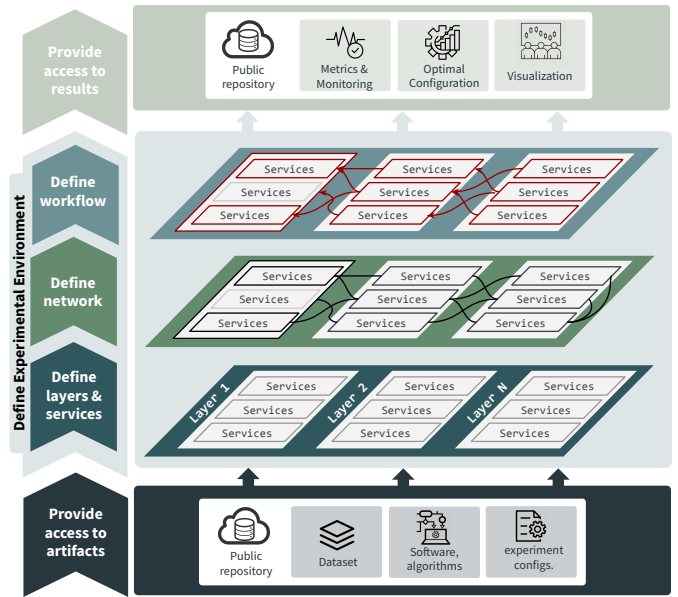 Provide
access to
results
Public
repository
Metrics &
Monitoring
Optimal
Configuration
Visualization
Define Experimental Environment
Define
workflow
Services Services Services
Services Services Services
Services Services Services
Define
network
Services Services Services
Services Services Services
Services Services Services
Define
layers &
services
Layer 1
Services
Services
Services
Layer 2
Services
Services
Services
Layer N
Services
Services
Services
Provide
access to
artifacts
Public
repository
Dataset
Software,
algorithms
experiment
configs.